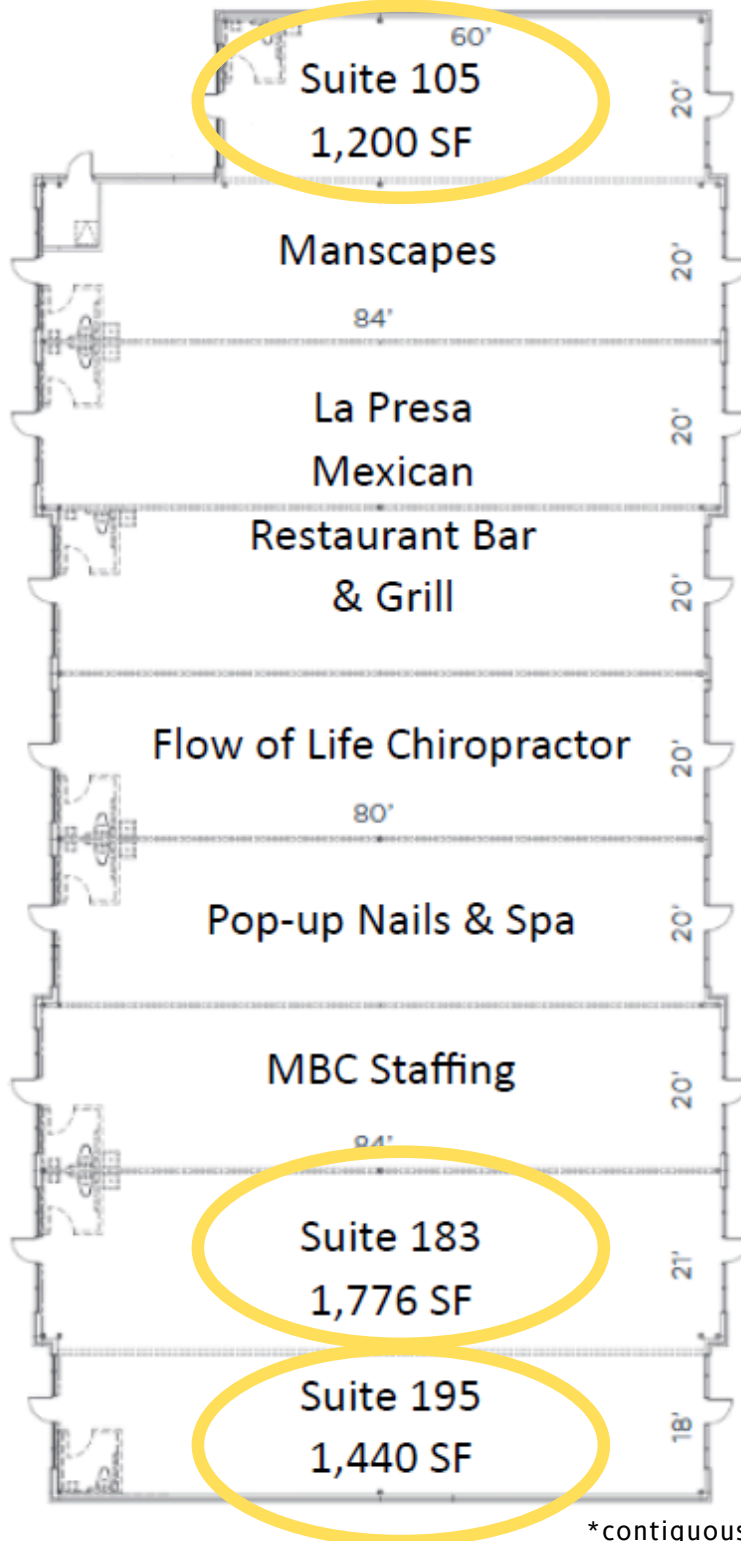 60'
Suite 105
1,200 SF
20'
Manscapes
20'
84'
La Presa
Mexican
20'
Restaurant Bar
& Grill
20'
Flow of Life Chiropractor
20'
80'
Pop-up Nails & Spa
20'
MBC Staffing
20'
84'
Suite 183
1,776 SF
21'
Suite 195
1,440 SF
18'
*contiguous